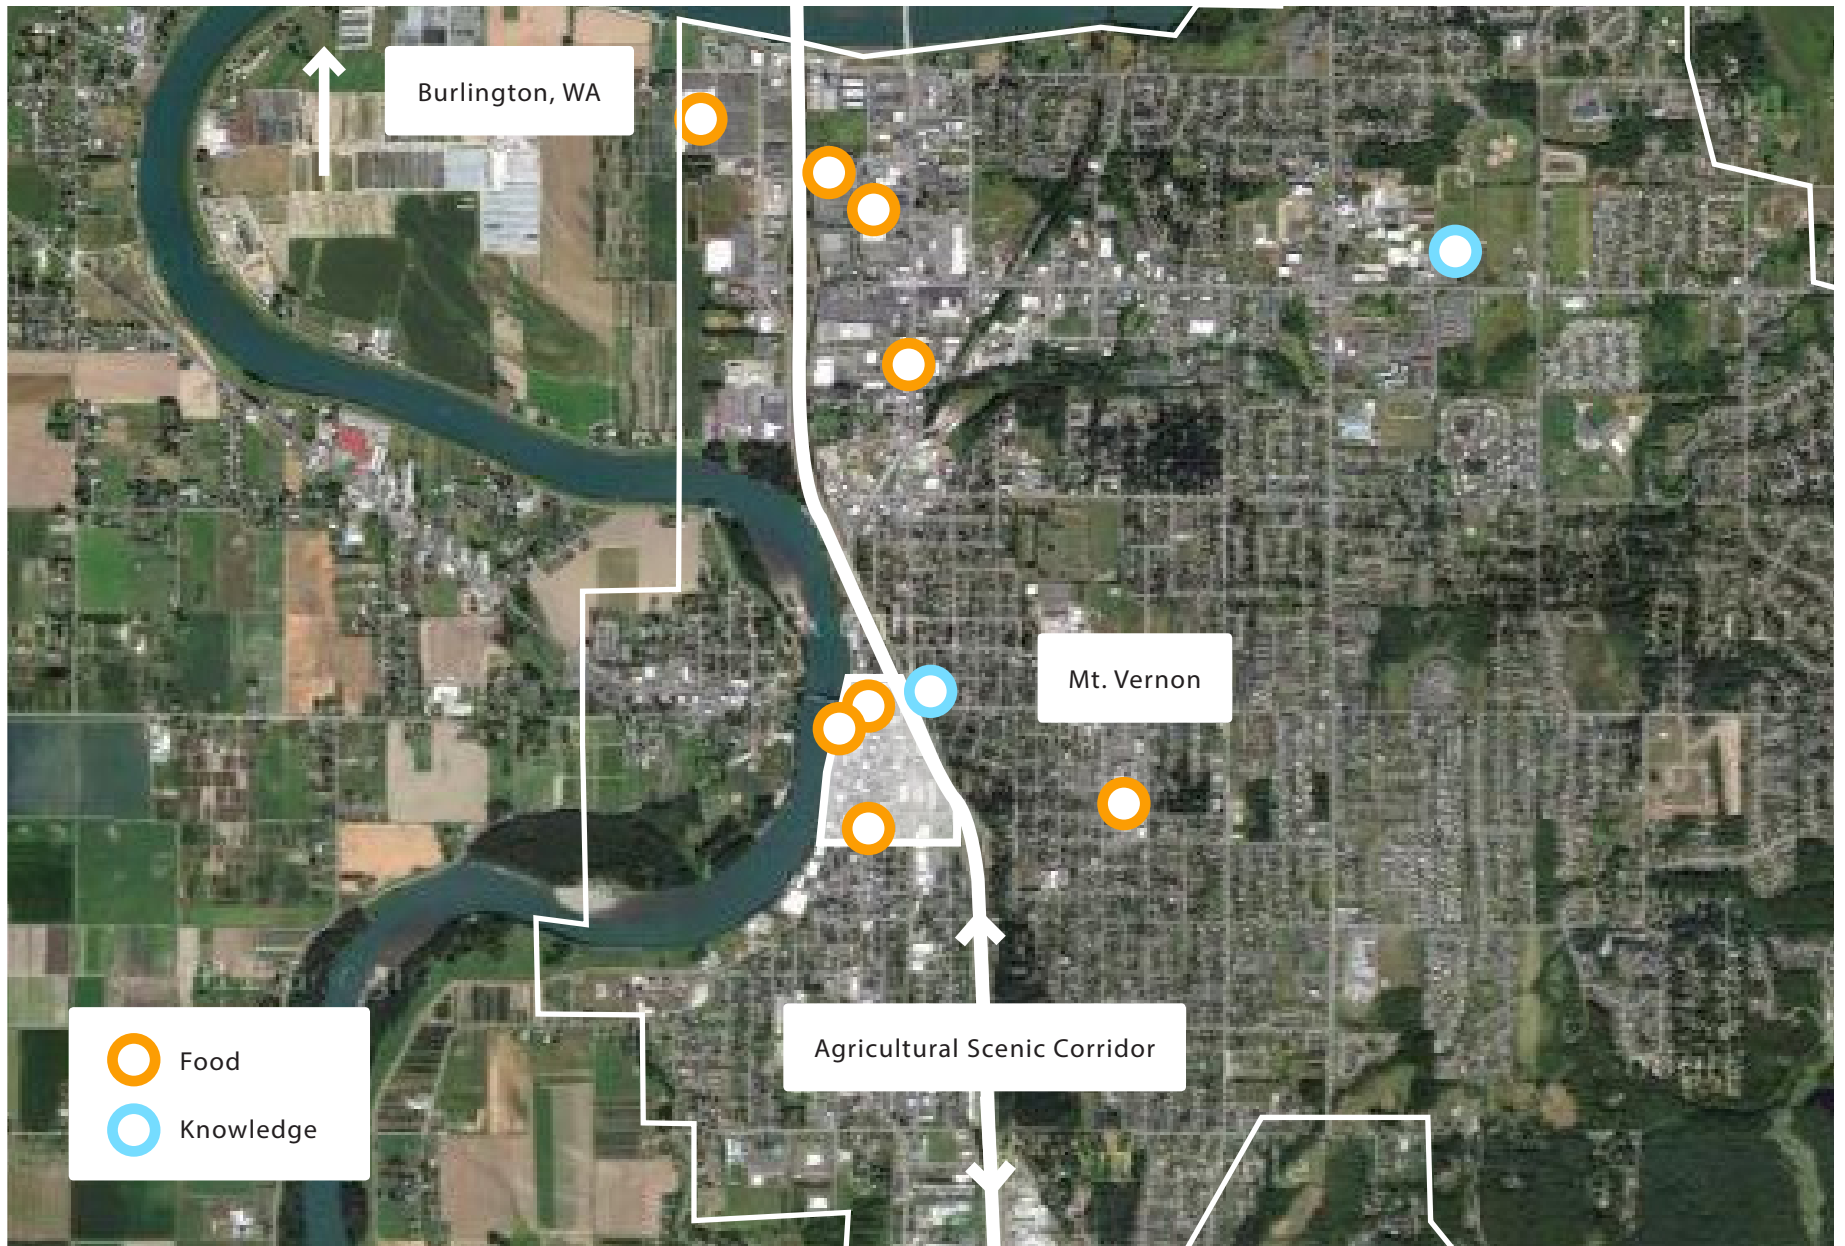 Burlington, WA
Mt. Vernon
Agricultural Scenic Corridor
Food
Knowledge